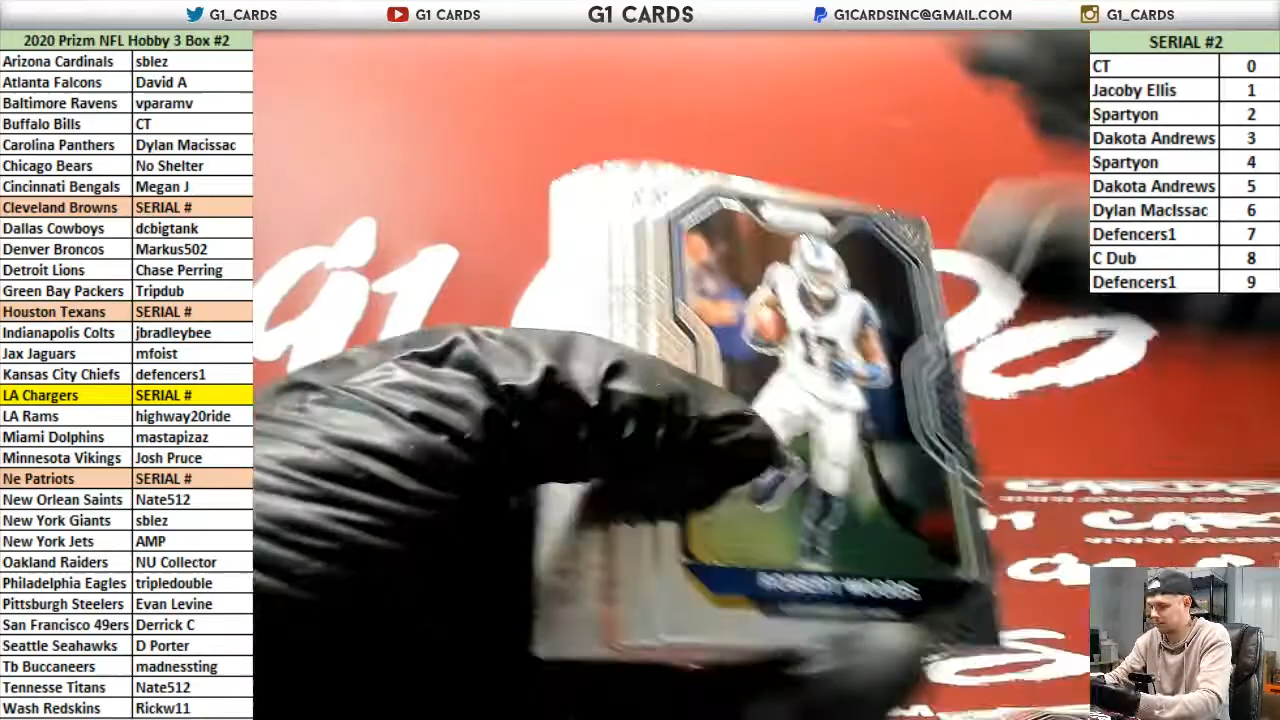 G1_CARDS
G1 CARDS
G1 CARDS
G1CARDSINC@GMAIL.COM
G1_CARDS
2020 Prizm NFL Hobby 3 Box #2
Arizona Cardinals sblez
Atlanta Falcons David A
Baltimore Ravens vparamv
Buffalo Bills CT
Carolina Panthers Dylan Macissac
Chicago Bears No Shelter
Cincinnati Bengals Megan J
Cleveland Browns SERIAL #
Dallas Cowboys dcbigtank
Denver Broncos Markus502
Detroit Lions Chase Perring
Green Bay Packers Tripdub
Houston Texans SERIAL #
Indianapolis Colts jbradleybee
Jax Jaguars mfoist
Kansas City Chiefs defencers1
LA Chargers SERIAL #
LA Rams highway20ride
Miami Dolphins mastapizaz
Minnesota Vikings Josh Pruce
Ne Patriots SERIAL #
New Orlean Saints Nate512
New York Giants sblez
New York Jets AMP
Oakland Raiders NU Collector
Philadelphia Eagles tripledouble
Pittsburgh Steelers Evan Levine
San Francisco 49ers Derrick C
Seattle Seahawks D Porter
Tb Buccaneers madnessting
Tennesse Titans Nate512
Wash Redskins Rickw11
SERIAL #2
CT 0
Jacoby Ellis 1
Spartyon 2
Dakota Andrews 3
Spartyon 4
Dakota Andrews 5
Dylan MacIssac 6
Defencers1 7
C Dub 8
Defencers1 9
g1
17
ROBERT WOODS